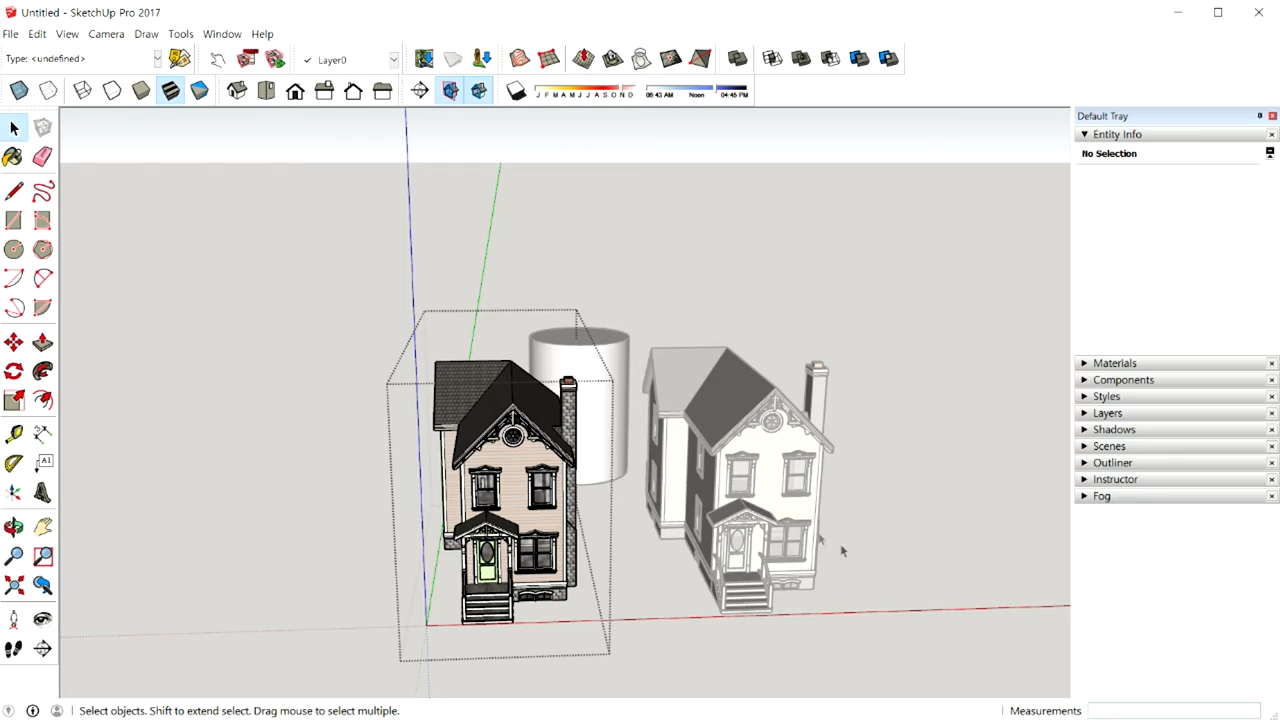 Untitled - SketchUp Pro 2017
File Edit View Camera Draw Tools Window Help
Type: <undefined>
Layer0
J F M A M J J A S O N D
06:43 AM Noon 04:45 PM
Default Tray
Entity Info
No Selection
A1
Materials
Components
Styles
Layers
Shadows
Scenes
Outliner
Instructor
Fog
Select objects. Shift to extend select. Drag mouse to select multiple.
Measurements